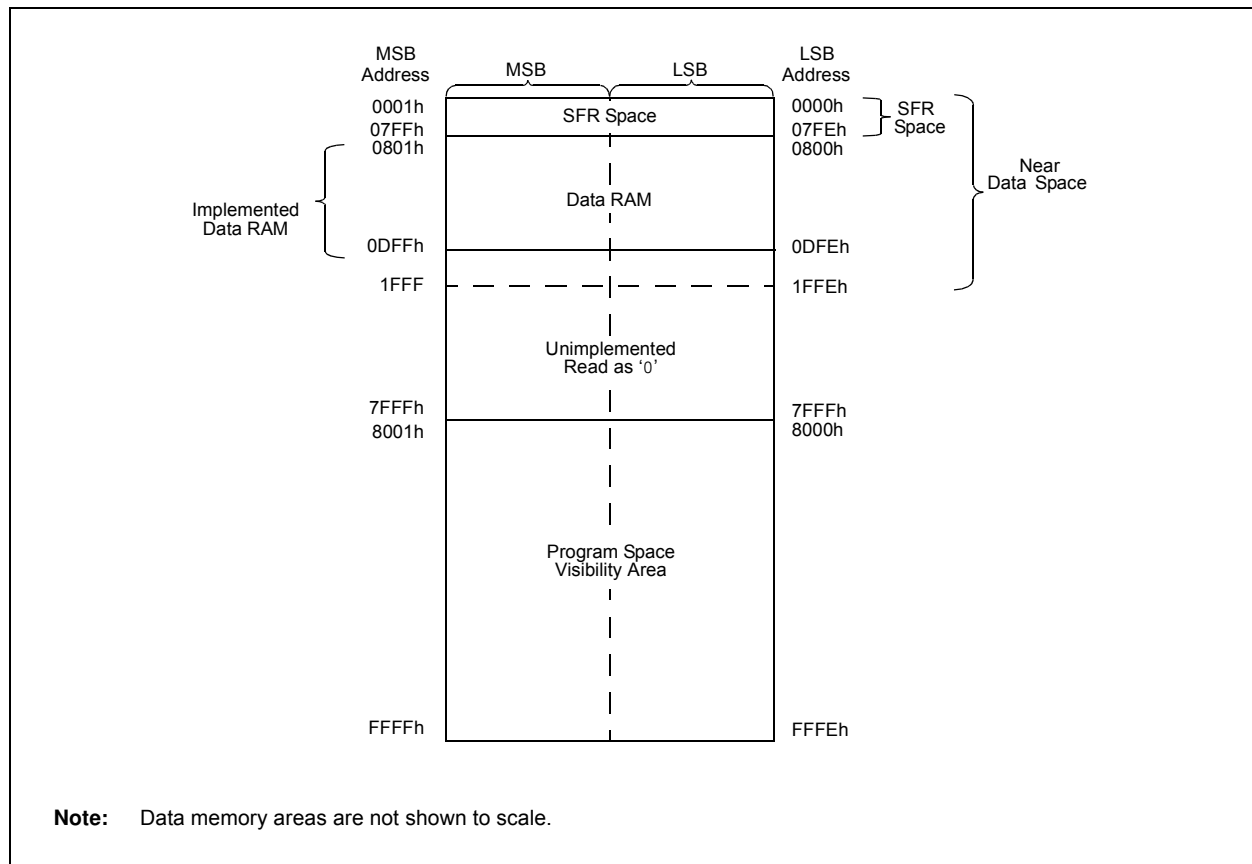 MSB
Address
MSB
LSB
LSB
Address
0001h
SFR Space
0000h
SFR
Space
07FFh
07FEh
0801h
0800h
Near
Data Space
Implemented
Data RAM
Data RAM
0DFFh
0DFEh
1FFF
1FFEh
Unimplemented
Read as ‘0’
7FFFh
7FFFh
8001h
8000h
Program Space
Visibility Area
FFFFh
FFFEh
Note: Data memory areas are not shown to scale.